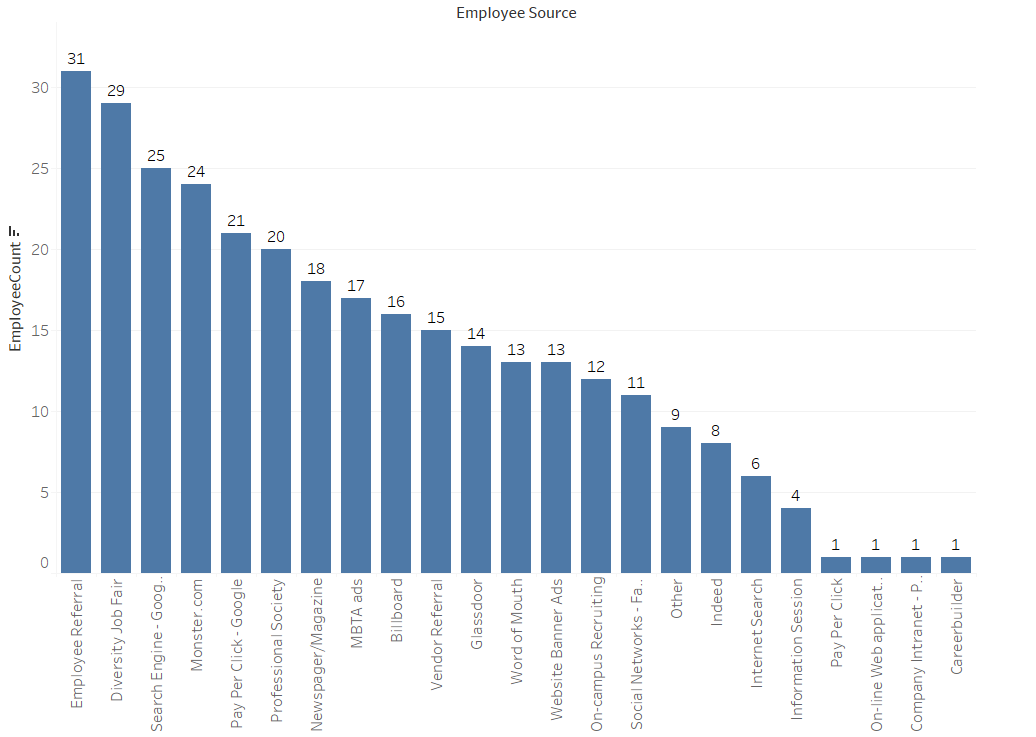 Employee Source
EmployeeCount
30
25
20
15
10
5
0
31
29
25
24
21
20
18
17
16
15
14
13
13
12
11
9
8
6
4
1
1
1
1
Employee Referral
Diversity Job Fair
Search Engine - Goog..
Monster.com
Pay Per Click - Google
Professional Society
Newspager/Magazine
MBTA ads
Billboard
Vendor Referral
Glassdoor
Word of Mouth
Website Banner Ads
On-campus Recruiting
Social Networks - Fa..
Other
Indeed
Internet Search
Information Session
Pay Per Click
On-line Web applicat..
Company Intranet - P..
Careerbuilder